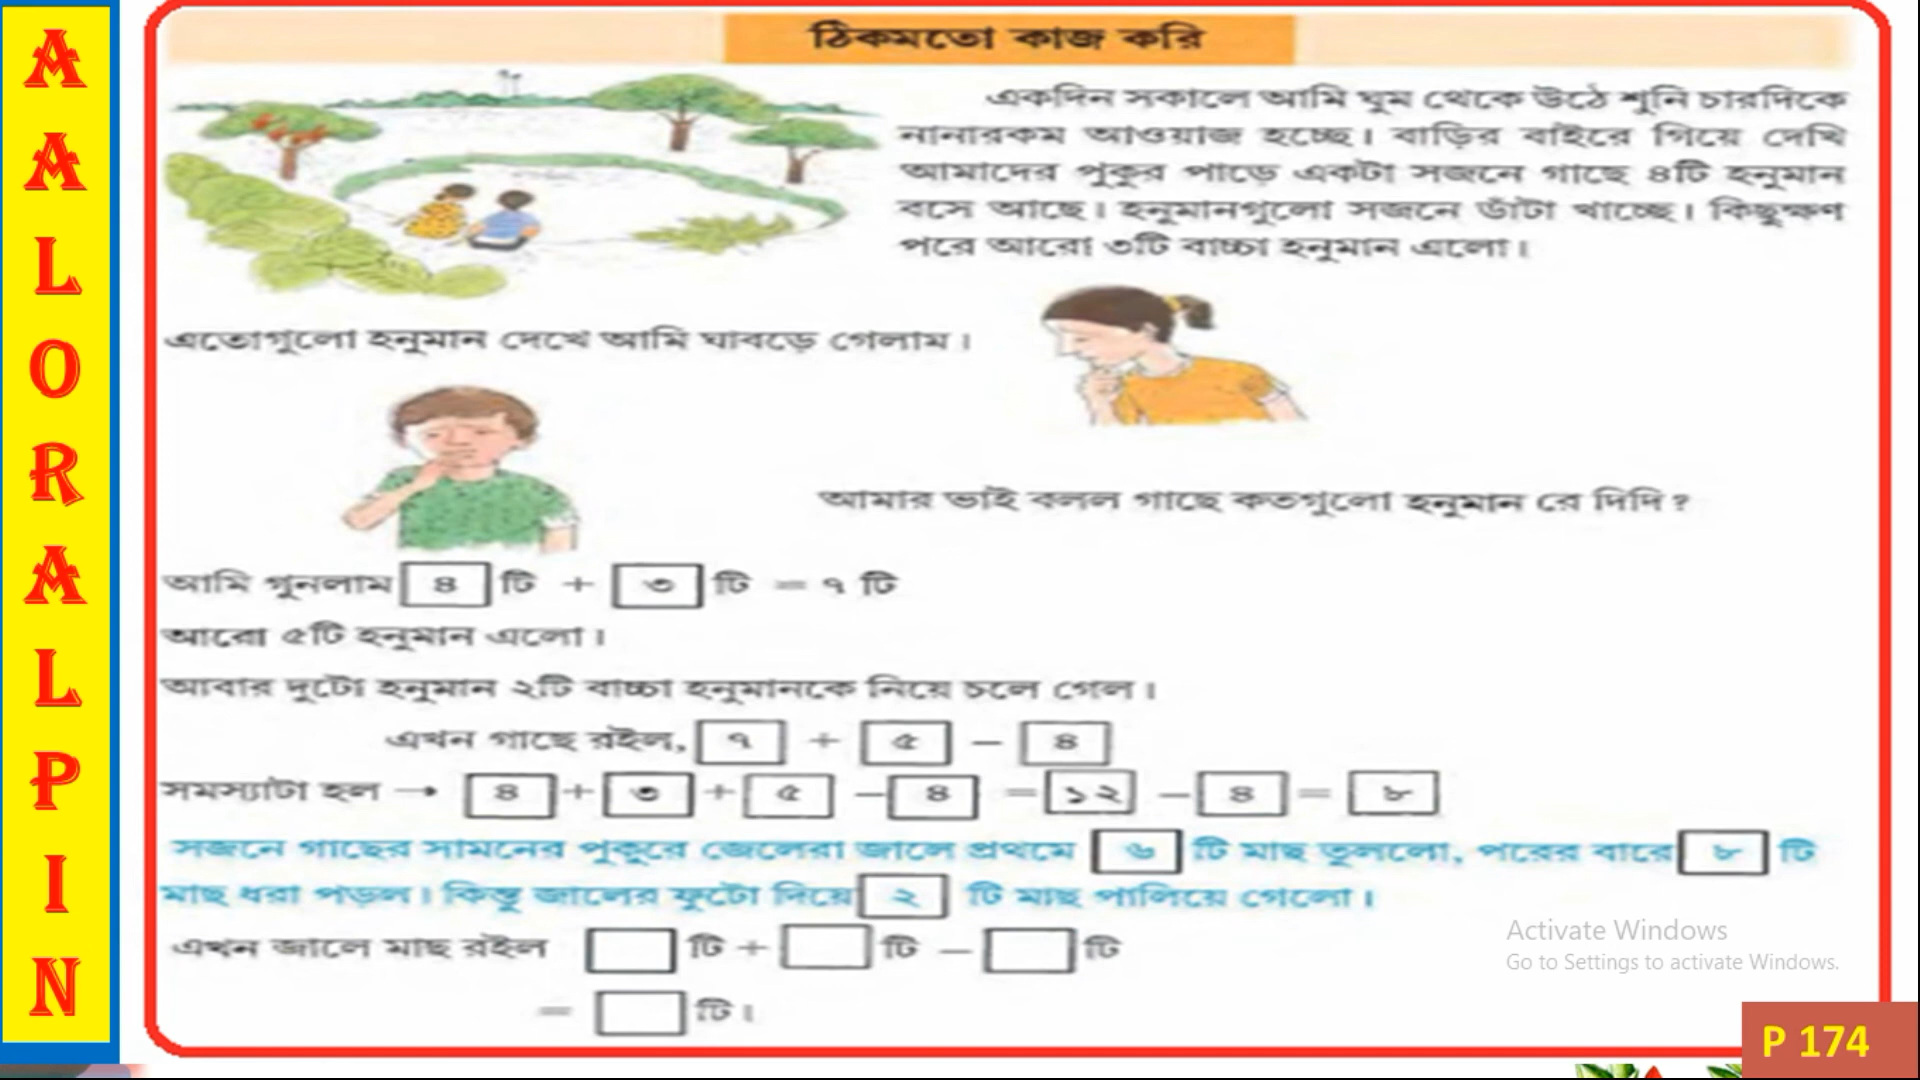 AALORALPIN
ঠিকমতো কাজ করি
একদিন সকালে আমি ঘুম থেকে উঠে শুনি চারদিকে
নানারকম আওয়াজ হচ্ছে। বাড়ির বাইরে গিয়ে দেখি
আমাদের পুকুর পাড়ে একটা সজনে গাছে ৪টি হনুমান
বসে আছে। হনুমানগুলো সজনে ডাঁটা খাচ্ছে। কিছুক্ষণ
পরে আরো ৩টি বাচ্চা হনুমান এলো।
এতোগুলো হনুমান দেখে আমি ঘাবড়ে গেলাম।
আমার ভাই বলল গাছে কতগুলো হনুমান রে দিদি?
আমি গুনলাম ৪ টি + ৩ টি = ৭ টি
আরো ৫টি হনুমান এলো।
আবার দুটো হনুমান ২টি বাচ্চা হনুমানকে নিয়ে চলে গেল।
এখন গাছে রইল, ৭ + ৫ − ৪
সমস্যাটা হল → ৪ + ৩ + ৫ − ৪ = ১২ − ৪ = ৮
সজনে গাছের সামনের পুকুরে জেলেরা জালে প্রথমে ৬ টি মাছ তুললো, পরের বারে ৮ টি
মাছ ধরা পড়ল। কিন্তু জালের ফুটো দিয়ে ২ টি মাছ পালিয়ে গেলো।
এখন জালে মাছ রইল টি + টি − টি
= টি।
Activate Windows
Go to Settings to activate Windows.
P 174